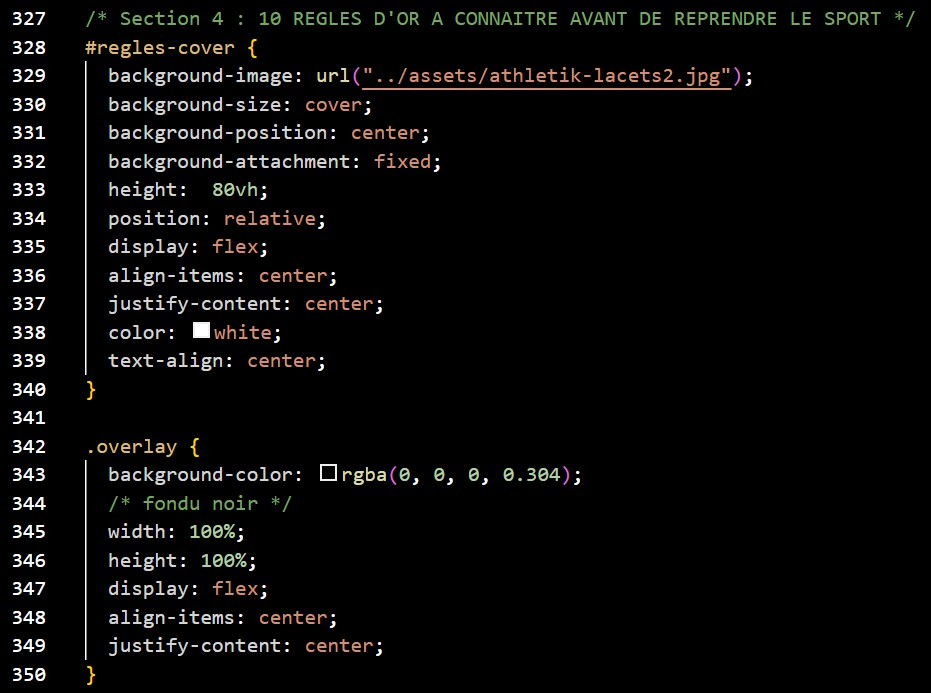 327 /* Section 4 : 10 REGLES D'OR A CONNAITRE AVANT DE REPRENDRE LE SPORT */
328 #regles-cover {
329 background-image: url("../assets/athletik-lacets2.jpg");
330 background-size: cover;
331 background-position: center;
332 background-attachment: fixed;
333 height:  80vh;
334 position: relative;
335 display: flex;
336 align-items: center;
337 justify-content: center;
338 color: white;
339 text-align: center;
340 }
341
342 .overlay {
343 background-color: rgba(0, 0, 0, 0.304);
344 /* fondu noir */
345 width: 100%;
346 height: 100%;
347 display: flex;
348 align-items: center;
349 justify-content: center;
350 }